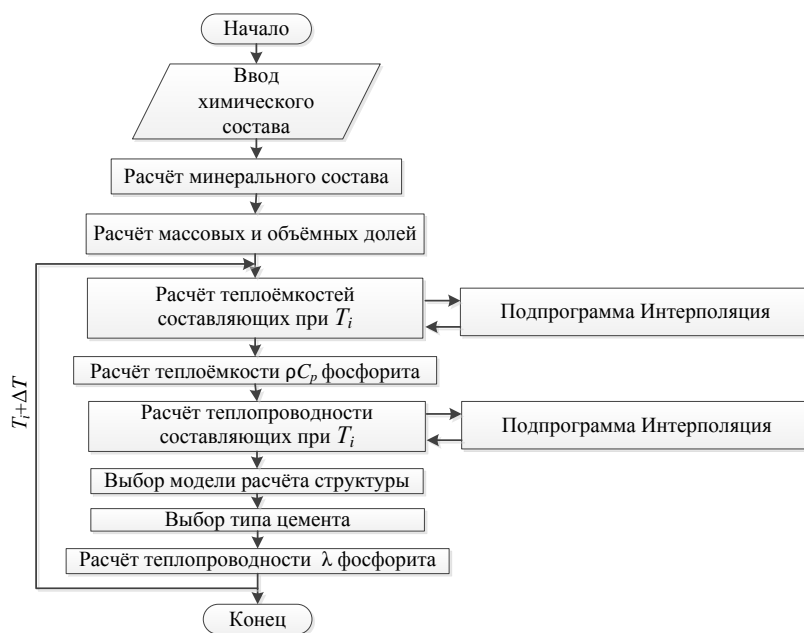 Начало
Ввод
химического
состава
Расчёт минерального состава
Расчёт массовых и объёмных долей
Расчёт теплоёмкостей
составляющих при Ti
Подпрограмма Интерполяция
Расчёт теплоёмкости ρCp фосфорита
Ti+ΔT
Расчёт теплопроводности
составляющих при Ti
Подпрограмма Интерполяция
Выбор модели расчёта структуры
Выбор типа цемента
Расчёт теплопроводности λ фосфорита
Конец